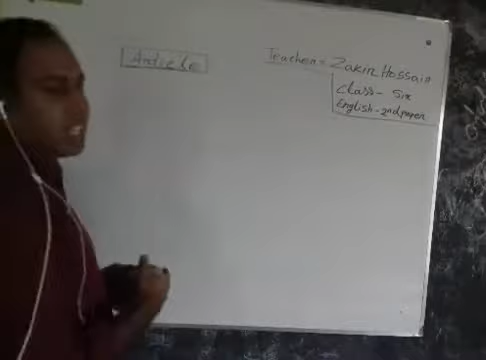 Article
Teacher= Zakir Hossain
Class- Six
English-2nd paper